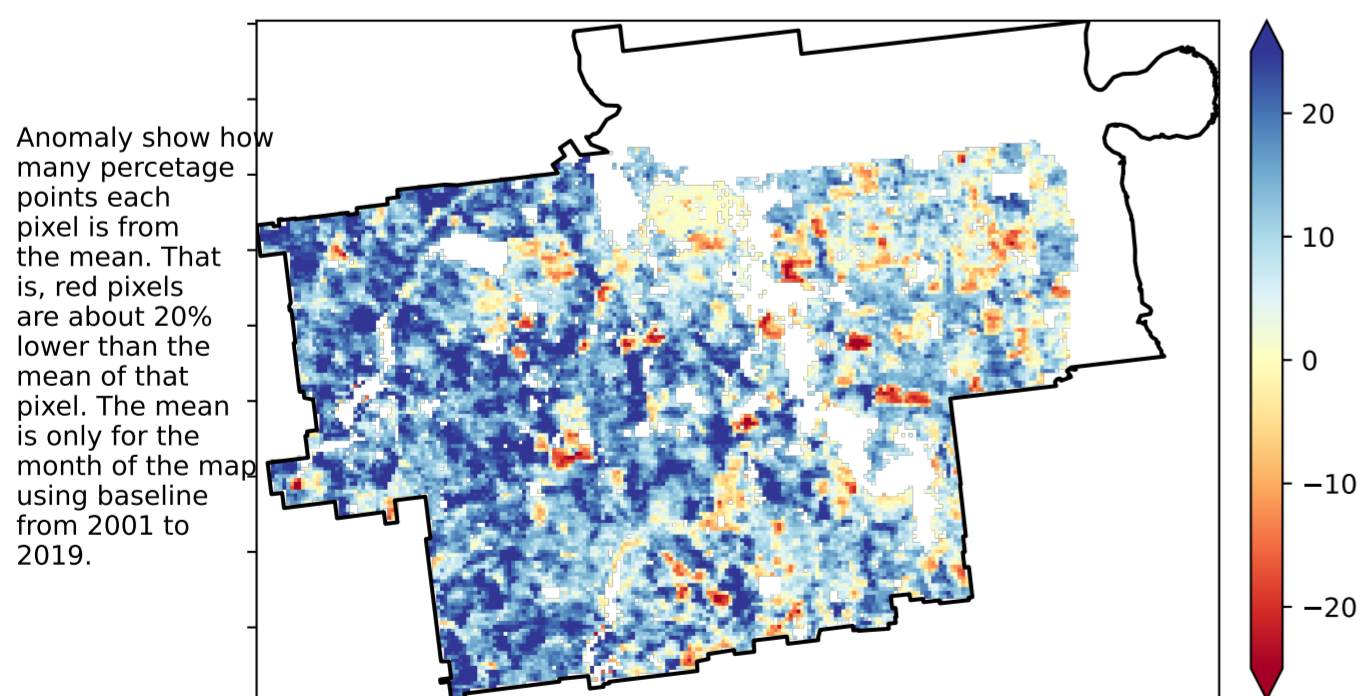 Anomaly show how
many percetage
points each
pixel is from
the mean. That
is, red pixels
are about 20%
lower than the
mean of that
pixel. The mean
is only for the
month of the map
using baseline
from 2001 to
2019.
20
10
0
−10
−20